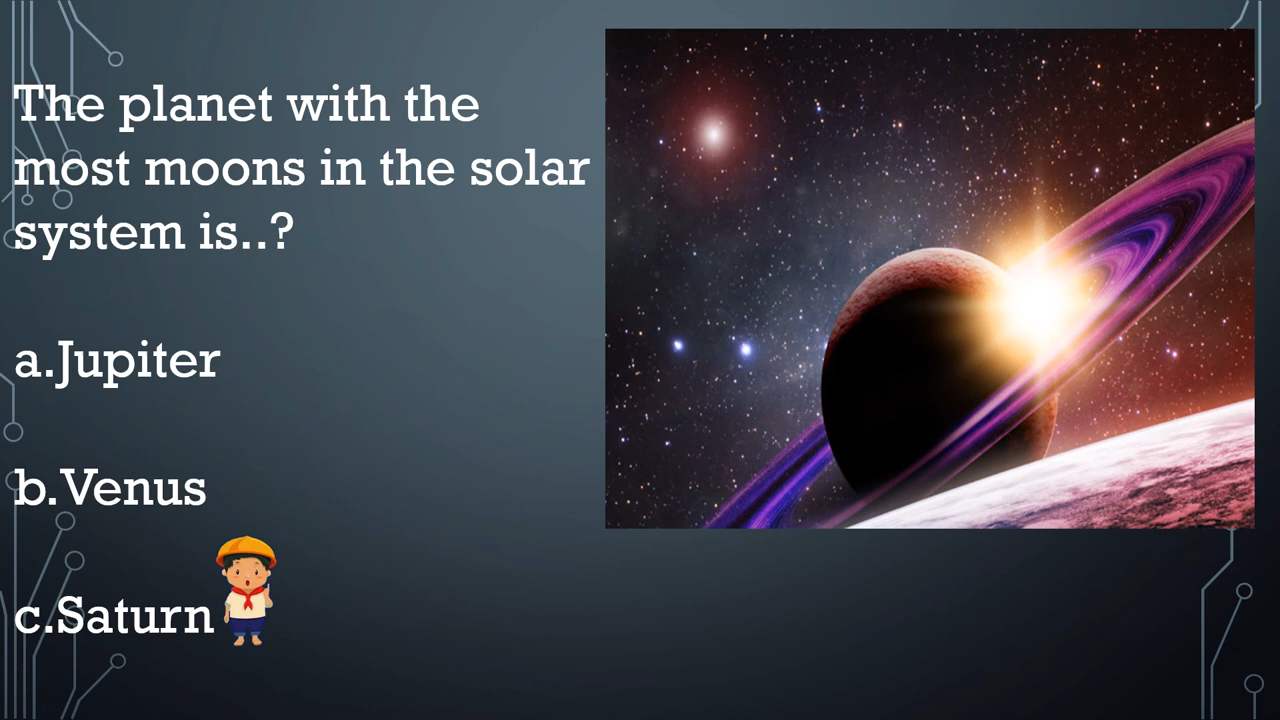 The planet with the
most moons in the solar
system is..?
a.Jupiter
b.Venus
c.Saturn